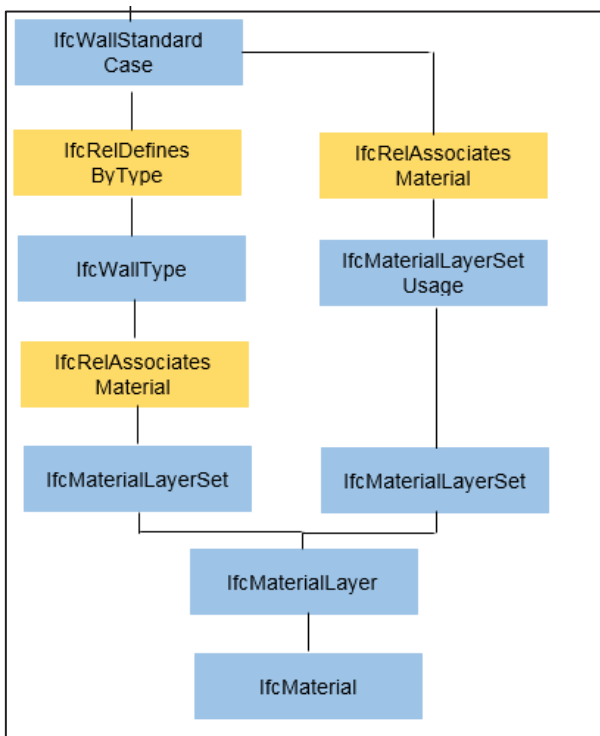 IfcWallStandard
Case
IfcRelDefines
ByType
IfcRelAssociates
Material
IfcWallType
IfcMaterialLayerSet
Usage
IfcRelAssociates
Material
IfcMaterialLayerSet
IfcMaterialLayerSet
IfcMaterialLayer
IfcMaterial